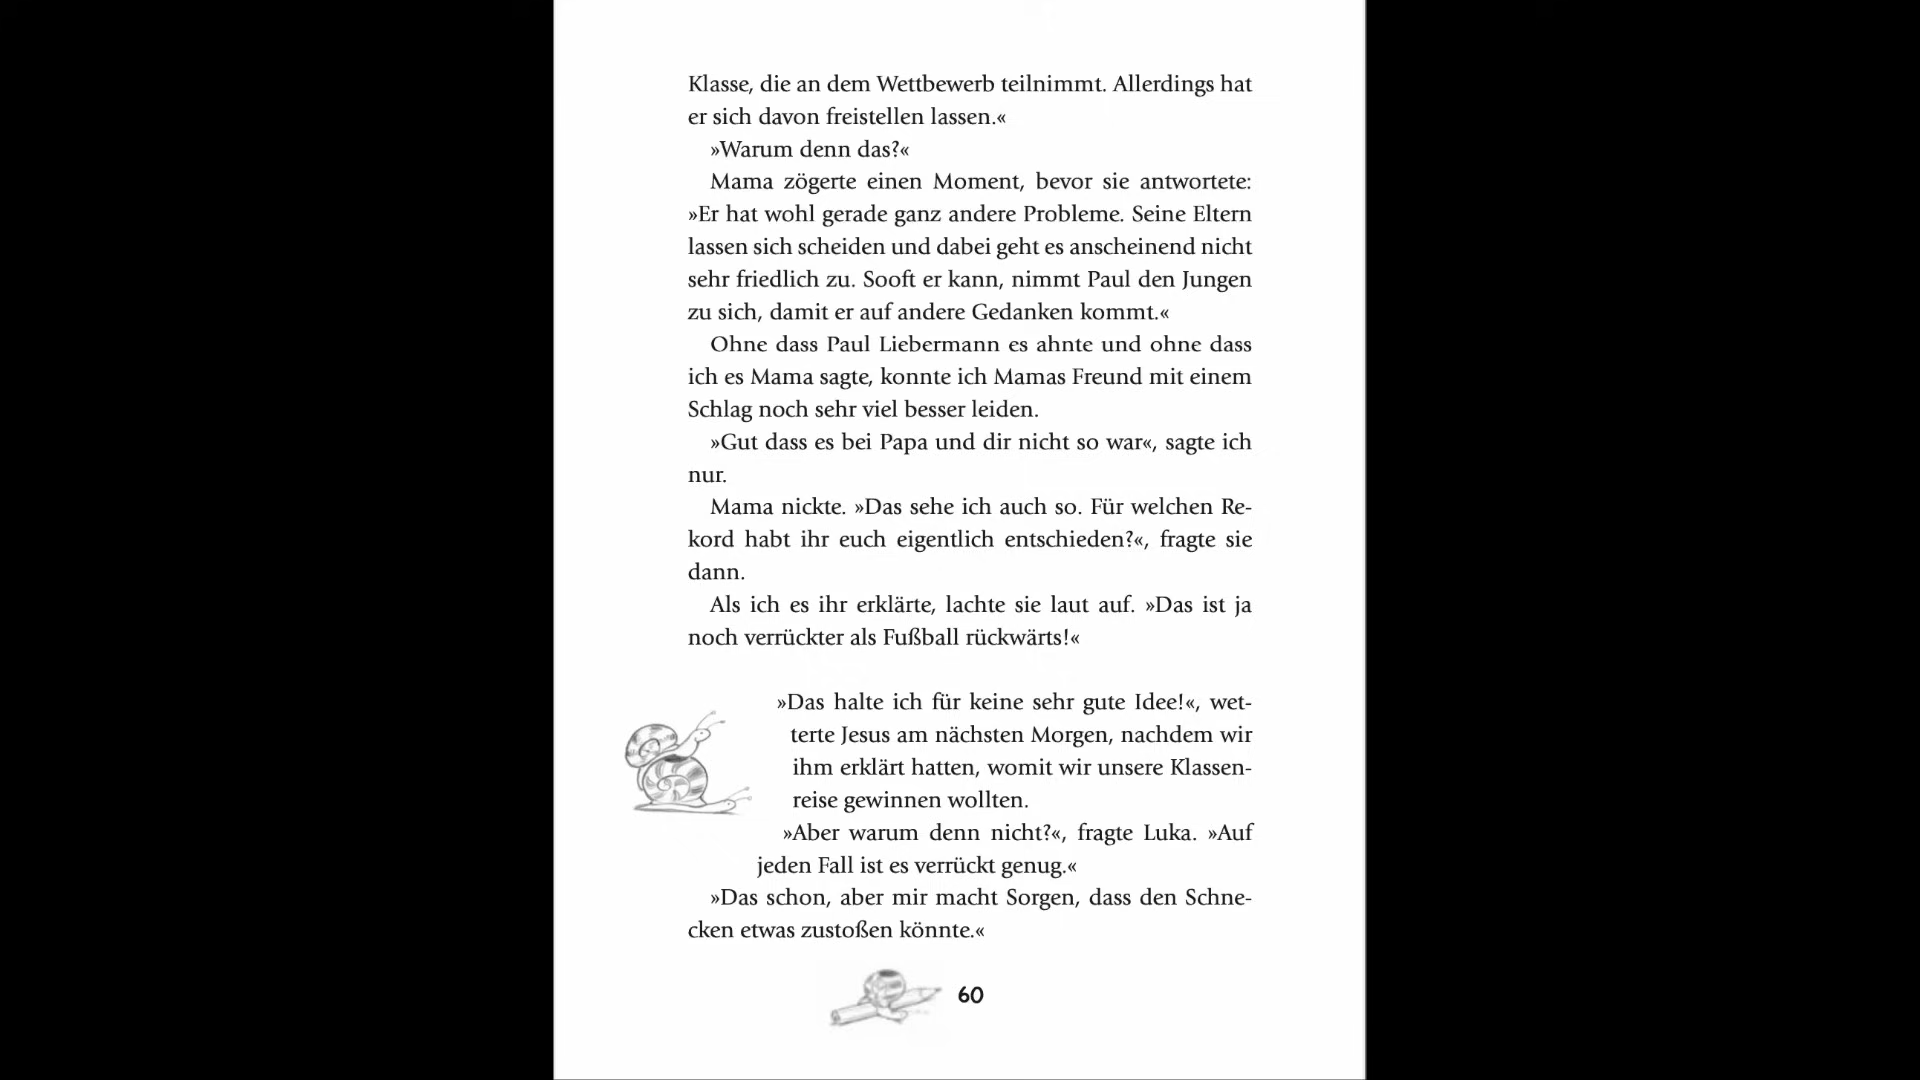 Klasse, die an dem Wettbewerb teilnimmt. Allerdings hat
er sich davon freistellen lassen.«
»Warum denn das?«
Mama zögerte einen Moment, bevor sie antwortete:
»Er hat wohl gerade ganz andere Probleme. Seine Eltern
lassen sich scheiden und dabei geht es anscheinend nicht
sehr friedlich zu. Sooft er kann, nimmt Paul den Jungen
zu sich, damit er auf andere Gedanken kommt.«
Ohne dass Paul Liebermann es ahnte und ohne dass
ich es Mama sagte, konnte ich Mamas Freund mit einem
Schlag noch sehr viel besser leiden.
»Gut dass es bei Papa und dir nicht so war«, sagte ich
nur.
Mama nickte. »Das sehe ich auch so. Für welchen Re-
kord habt ihr euch eigentlich entschieden?«, fragte sie
dann.
Als ich es ihr erklärte, lachte sie laut auf. »Das ist ja
noch verrückter als Fußball rückwärts!«
»Das halte ich für keine sehr gute Idee!«, wet-
terte Jesus am nächsten Morgen, nachdem wir
ihm erklärt hatten, womit wir unsere Klassen-
reise gewinnen wollten.
»Aber warum denn nicht?«, fragte Luka. »Auf
jeden Fall ist es verrückt genug.«
»Das schon, aber mir macht Sorgen, dass den Schne-
cken etwas zustoßen könnte.«
60